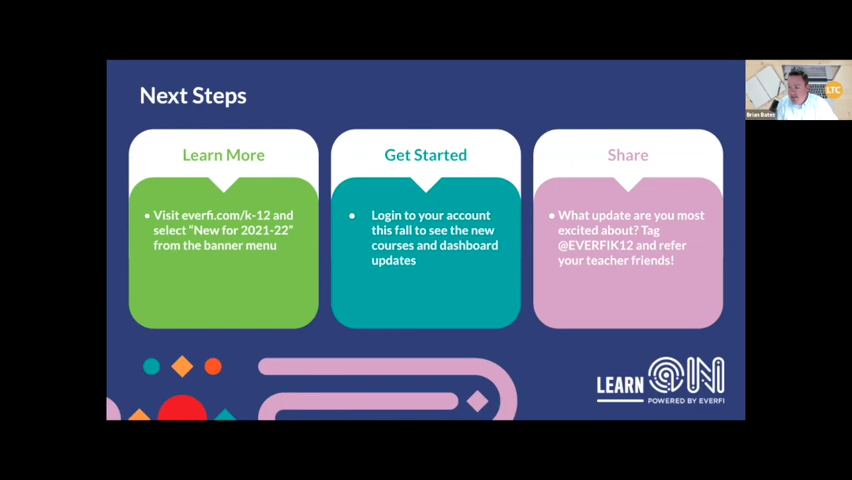 Next Steps
Learn More
• Visit everfi.com/k-12 and
select “New for 2021-22”
from the banner menu
Get Started
• Login to your account
this fall to see the new
courses and dashboard
updates
Share
• What update are you most
excited about? Tag
@EVERFIK12 and refer
your teacher friends!
LTC
Brian Bates
LEARN ON
POWERED BY EVERFI